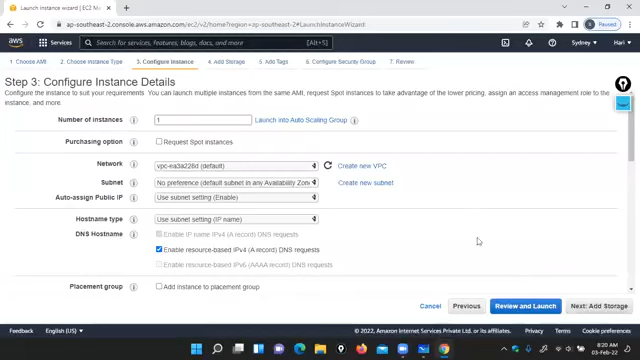 Launch instance wizard | EC2 M
ap-southeast-2.console.aws.amazon.com/ec2/v2/home?region=ap-southeast-2#LaunchInstanceWizard:
Paused
aws
Services
Search for services, features, blogs, docs, and more
[Alt+S]
Sydney
Hari
1. Choose AMI
2. Choose Instance Type
3. Configure Instance
4. Add Storage
5. Add Tags
6. Configure Security Group
7. Review
Step 3: Configure Instance Details
Configure the instance to suit your requirements. You can launch multiple instances from the same AMI, request Spot instances to take advantage of the lower pricing, assign an access management role to the
instance, and more.
Number of instances
1
Launch into Auto Scaling Group
Purchasing option
Request Spot instances
Network
vpc-ea3a228d (default)
Create new VPC
Subnet
No preference (default subnet in any Availability Zone
Create new subnet
Auto-assign Public IP
Use subnet setting (Enable)
Hostname type
Use subnet setting (IP name)
DNS Hostname
Enable IP name IPv4 (A record) DNS requests
Enable resource-based IPv4 (A record) DNS requests
Enable resource-based IPv6 (AAAA record) DNS requests
Placement group
Add instance to placement group
Cancel
Previous
Review and Launch
Next: Add Storage
Feedback
English (US)
© 2022, Amazon Internet Services Private Ltd. or its affiliates.
Privacy
Terms
Cookie preferences
8:20 AM
03-Feb-22